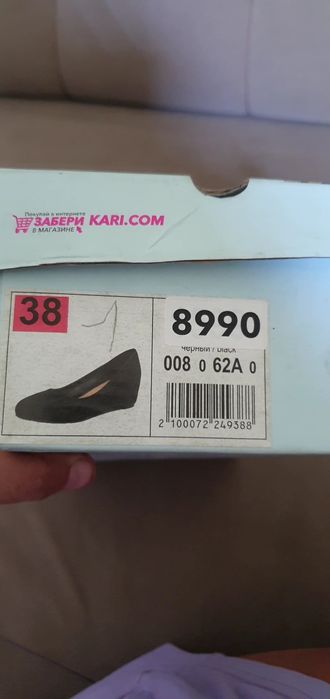 Покупай в интернете
ЗАБЕРИ KARI.COM
В МАГАЗИНЕ
38
8990
черный / black
008 0 62A 0
2 100072 249388